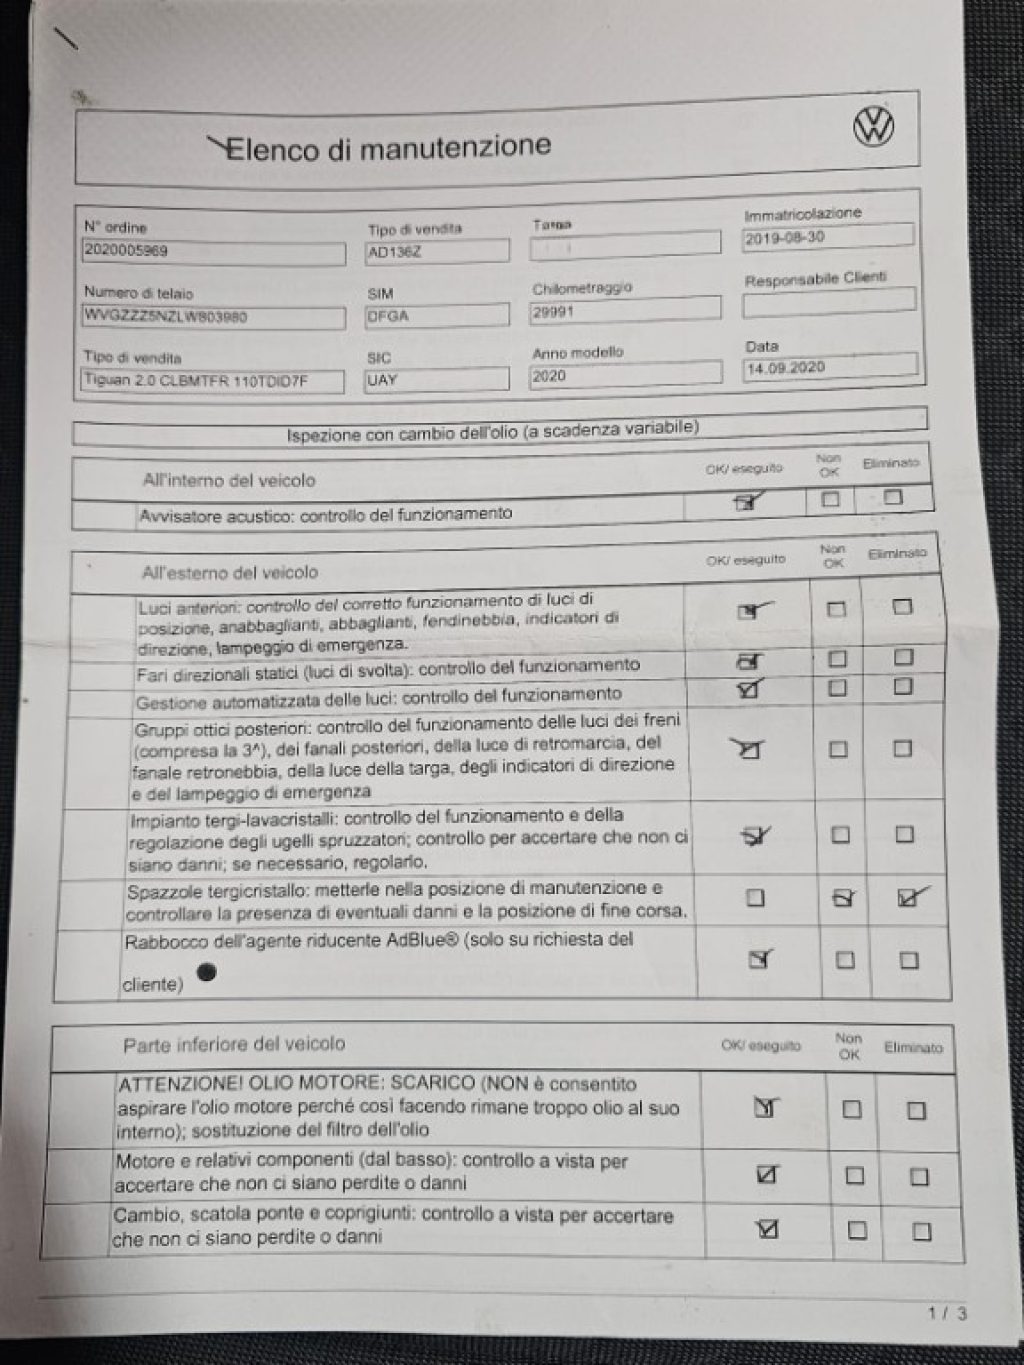 Elenco di manutenzione
N° ordine
Tipo di vendita
Targa
Immatricolazione
2020005969
AD136Z
2019-08-30
Numero di telaio
SIM
Chilometraggio
Responsabile Clienti
WVGZZZ5NZLW803980
DFGA
29991
Tipo di vendita
SIC
Anno modello
Data
Tiguan 2.0 CLBMTFR 110TDID7F
UAY
2020
14.09.2020
Ispezione con cambio dell'olio (a scadenza variabile)
All'interno del veicolo
OK/ eseguito
Non
OK
Eliminato
Avvisatore acustico: controllo del funzionamento
All'esterno del veicolo
OK/ eseguito
Non
OK
Eliminato
Luci anteriori: controllo del corretto funzionamento di luci di
posizione, anabbaglianti, abbaglianti, fendinebbia, indicatori di
direzione, lampeggio di emergenza.
Fari direzionali statici (luci di svolta): controllo del funzionamento
Gestione automatizzata delle luci: controllo del funzionamento
Gruppi ottici posteriori: controllo del funzionamento delle luci dei freni
(compresa la 3^), dei fanali posteriori, della luce di retromarcia, del
fanale retronebbia, della luce della targa, degli indicatori di direzione
e del lampeggio di emergenza
Impianto tergi-lavacristalli: controllo del funzionamento e della
regolazione degli ugelli spruzzatori; controllo per accertare che non ci
siano danni; se necessario, regolarlo.
Spazzole tergicristallo: metterle nella posizione di manutenzione e
controllare la presenza di eventuali danni e la posizione di fine corsa.
Rabbocco dell'agente riducente AdBlue® (solo su richiesta del
cliente)
Parte inferiore del veicolo
OK/ eseguito
Non
OK
Eliminato
ATTENZIONE! OLIO MOTORE: SCARICO (NON è consentito
aspirare l'olio motore perché così facendo rimane troppo olio al suo
interno); sostituzione del filtro dell'olio
Motore e relativi componenti (dal basso): controllo a vista per
accertare che non ci siano perdite o danni
Cambio, scatola ponte e coprigiunti: controllo a vista per accertare
che non ci siano perdite o danni
1 / 3